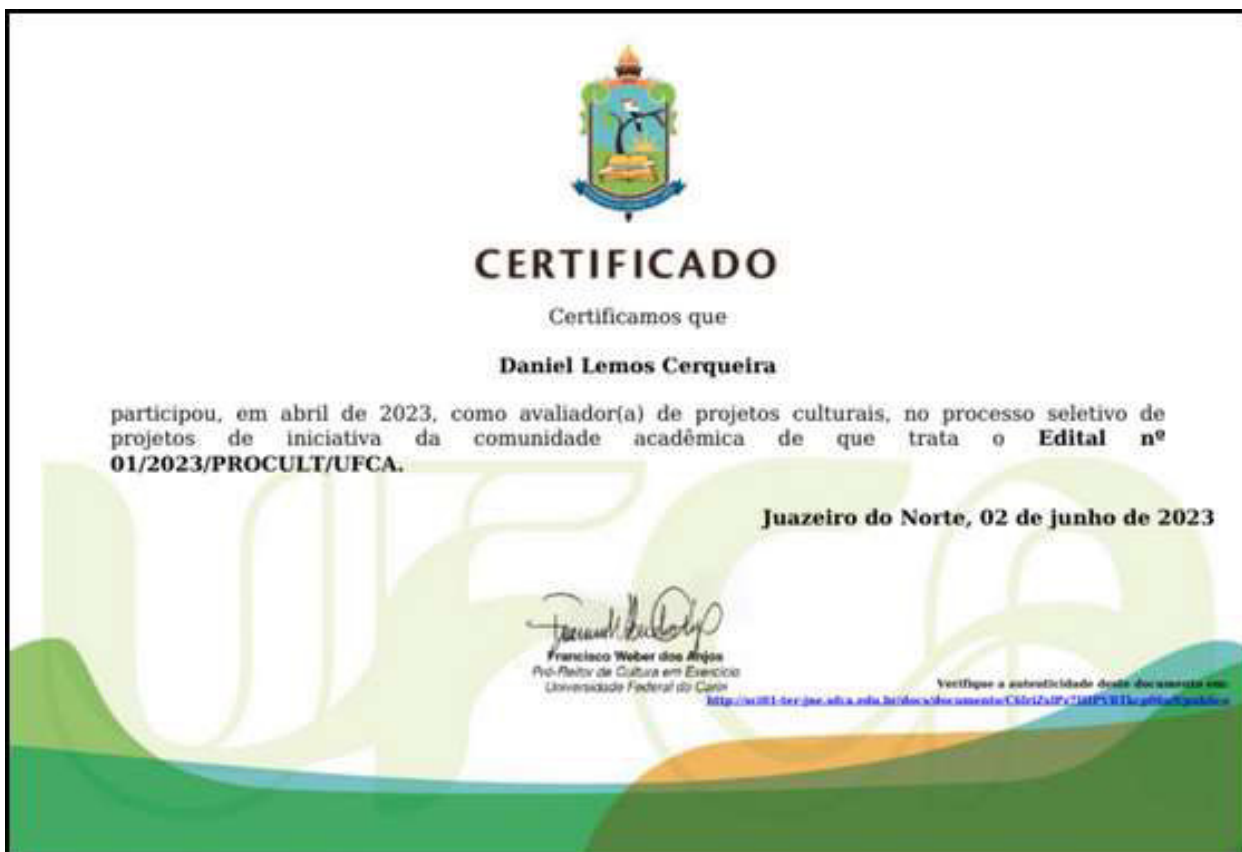 CERTIFICADO
Certificamos que
Daniel Lemos Cerqueira
participou, em abril de 2023, como avaliador(a) de projetos culturais, no processo seletivo de
projetos de iniciativa da comunidade acadêmica de que trata o Edital nº
01/2023/PROCULT/UFCA.
Juazeiro do Norte, 02 de junho de 2023
Francisco Weber dos Anjos
Pró-Reitor de Cultura em Exercício
Universidade Federal do Cariri
Verifique a autenticidade deste documento em:
UFCA